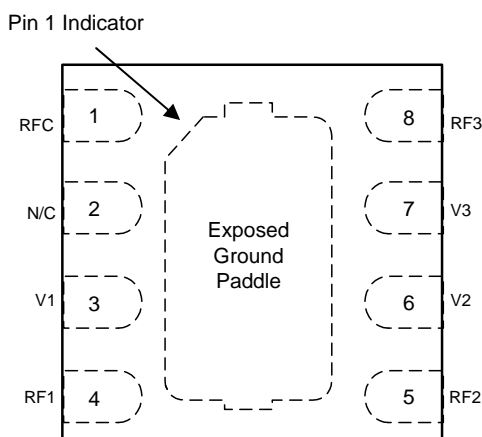 Pin 1 Indicator
RFC 1 8 RF3
N/C 2 7 V3
Exposed
Ground
Paddle
V1 3 6 V2
RF1 4 5 RF2